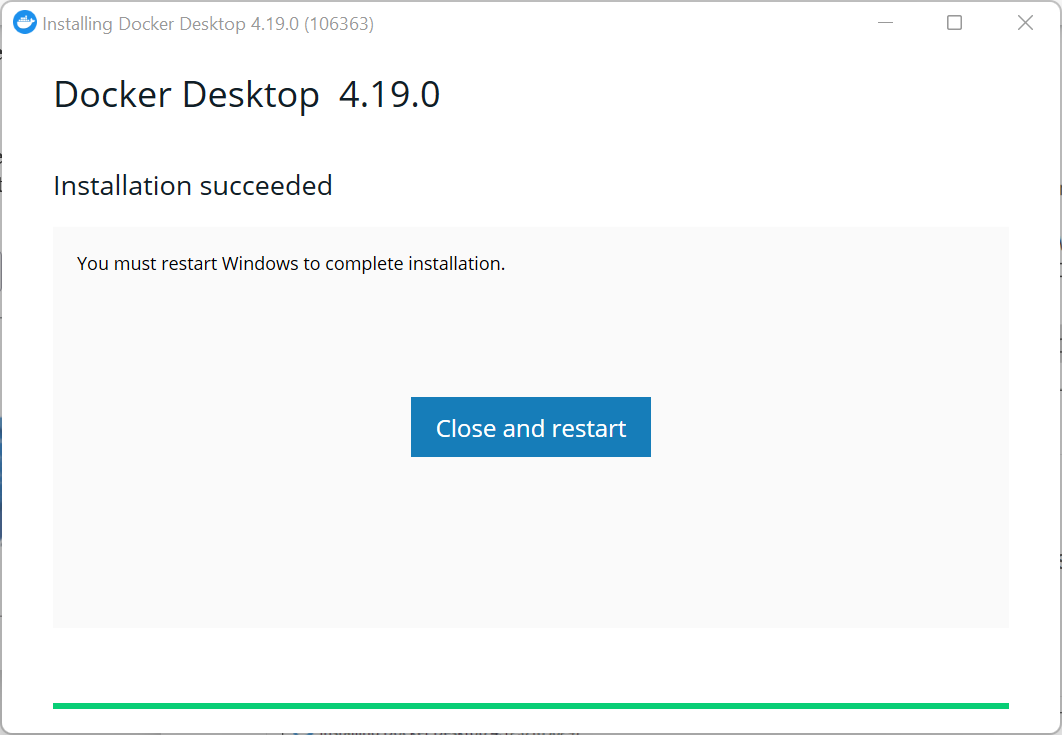 Installing Docker Desktop 4.19.0 (106363)
Docker Desktop 4.19.0
Installation succeeded
You must restart Windows to complete installation.
Close and restart